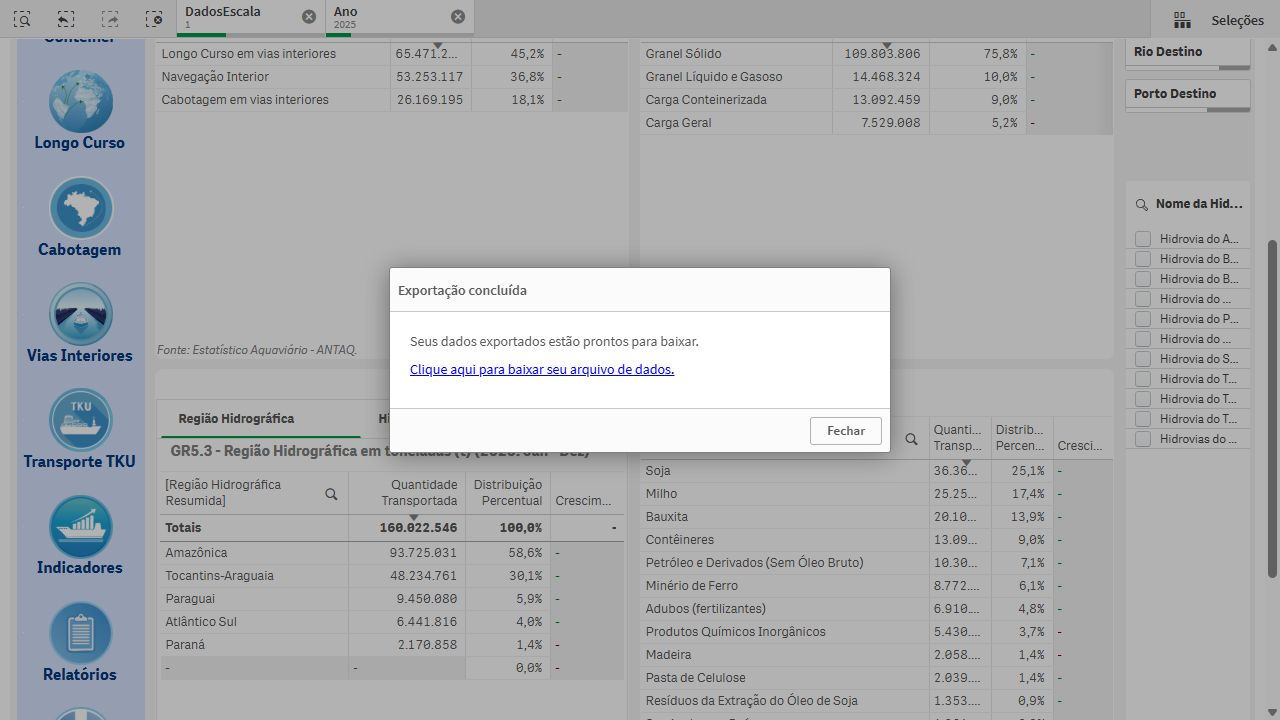 DadosEscala
1
Ano
2025
Seleções
Longo Curso
Cabotagem
Vias Interiores
TKU
Transporte TKU
Indicadores
Relatórios
Longo Curso em vias interiores 65.471.2... 45,2% -
Navegação Interior 53.253.117 36,8% -
Cabotagem em vias interiores 26.169.195 18,1% -
Fonte: Estatístico Aquaviário - ANTAQ.
Granel Sólido 109.803.806 75,8% -
Granel Líquido e Gasoso 14.468.324 10,0% -
Carga Conteinerizada 13.092.459 9,0% -
Carga Geral 7.529.008 5,2% -
Rio Destino
Porto Destino
Nome da Hid...
Hidrovia do A...
Hidrovia do B...
Hidrovia do B...
Hidrovia do ...
Hidrovia do P...
Hidrovia do ...
Hidrovia do S...
Hidrovia do T...
Hidrovia do T...
Hidrovia do T...
Hidrovias do ...
Exportação concluída
Seus dados exportados estão prontos para baixar.
Clique aqui para baixar seu arquivo de dados.
Fechar
Região Hidrográfica
GR5.3 - Região Hidrográfica em toneladas (t)
[Região Hidrográfica Quantidade Distribuição
Resumida] Transportada Percentual Crescim...
Totais 160.022.546 100,0% -
Amazônica 93.725.031 58,6% -
Tocantins-Araguaia 48.234.761 30,1% -
Paraguai 9.450.080 5,9% -
Atlântico Sul 6.441.816 4,0% -
Paraná 2.170.858 1,4% -
- - 0,0% -
Quanti... Distrib...
Transp... Percen... Cresci...
Soja 36.36... 25,1% -
Milho 25.25... 17,4% -
Bauxita 20.10... 13,9% -
Contêineres 13.09... 9,0% -
Petróleo e Derivados (Sem Óleo Bruto) 10.30... 7,1% -
Minério de Ferro 8.772.... 6,1% -
Adubos (fertilizantes) 6.810.... 4,8% -
Produtos Químicos Inorgânicos 5.330.... 3,7% -
Madeira 2.058.... 1,4% -
Pasta de Celulose 2.039.... 1,4% -
Resíduos da Extração do Óleo de Soja 1.353.... 0,9% -